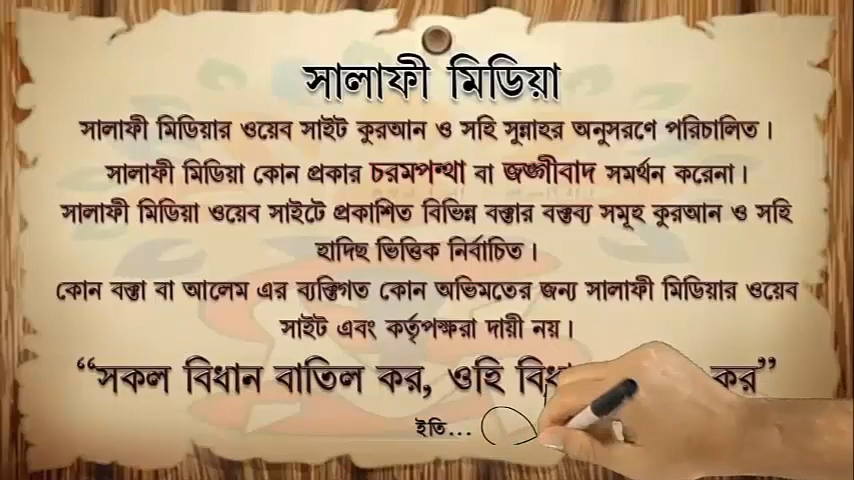 সালাফী মিডিয়া
সালাফী মিডিয়ার ওয়েব সাইট কুরআন ও সহি সুন্নাহর অনুসরণে পরিচালিত।
সালাফী মিডিয়া কোন প্রকার চরমপন্থা বা জঙ্গীবাদ সমর্থন করেনা।
সালাফী মিডিয়া ওয়েব সাইটে প্রকাশিত বিভিন্ন বক্তার বক্তব্য সমূহ কুরআন ও সহি
হাদিছ ভিত্তিক নির্বাচিত।
কোন বক্তা বা আলেম এর ব্যক্তিগত কোন অভিমতের জন্য সালাফী মিডিয়ার ওয়েব
সাইট এবং কর্তৃপক্ষরা দায়ী নয়।
“সকল বিধান বাতিল কর, ওহি কর”
ইতি...